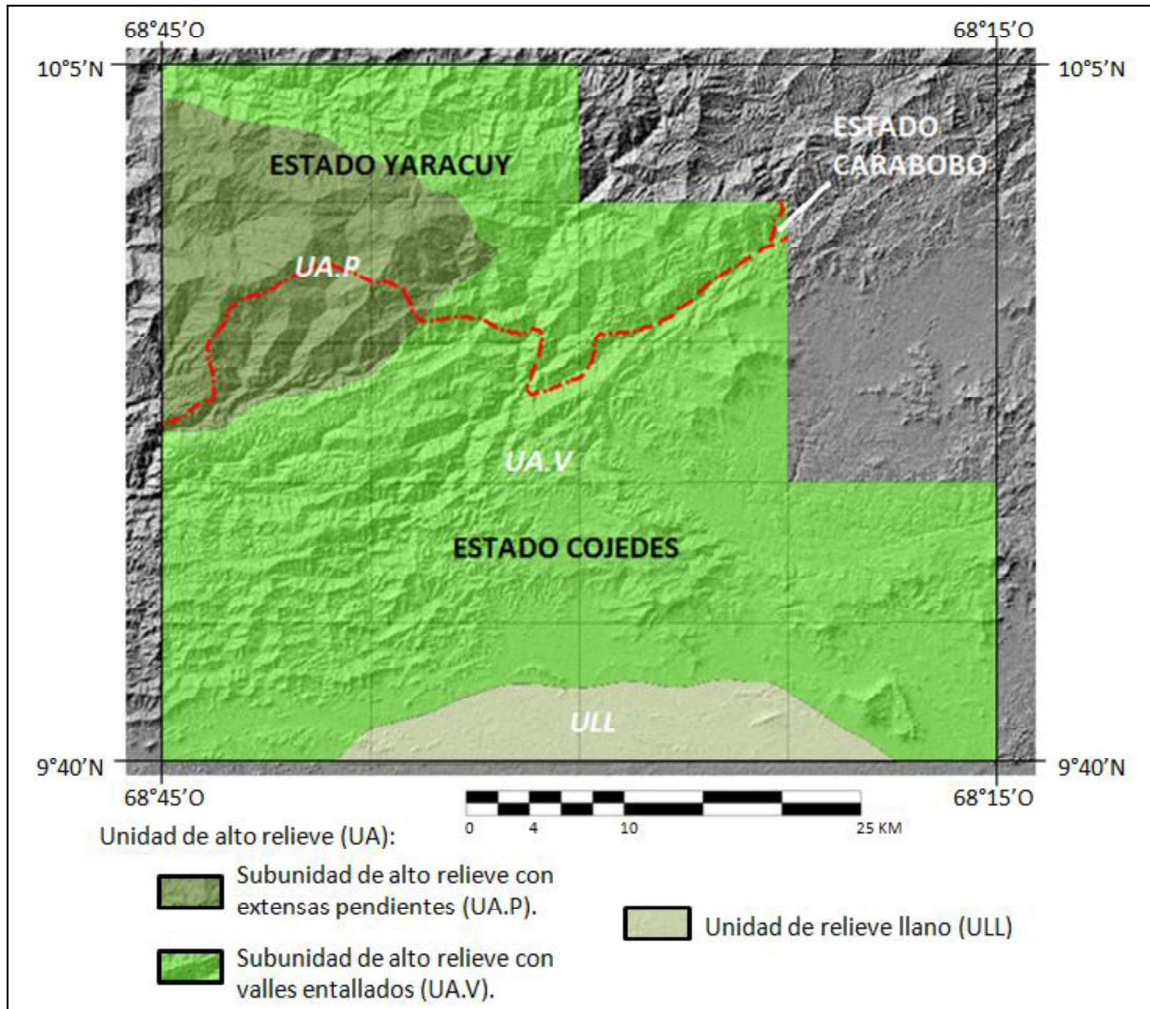 68°45’O 68°15’O
10°5’N 10°5’N
ESTADO
CARABOBO
ESTADO YARACUY
UA.P
UA.V
ESTADO COJEDES
ULL
9°40’N 9°40’N
68°45’O 68°15’O
0 4 10 25 KM
Unidad de alto relieve (UA):
Subunidad de alto relieve con
extensas pendientes (UA.P).
Unidad de relieve llano (ULL)
Subunidad de alto relieve con
valles entallados (UA.V).